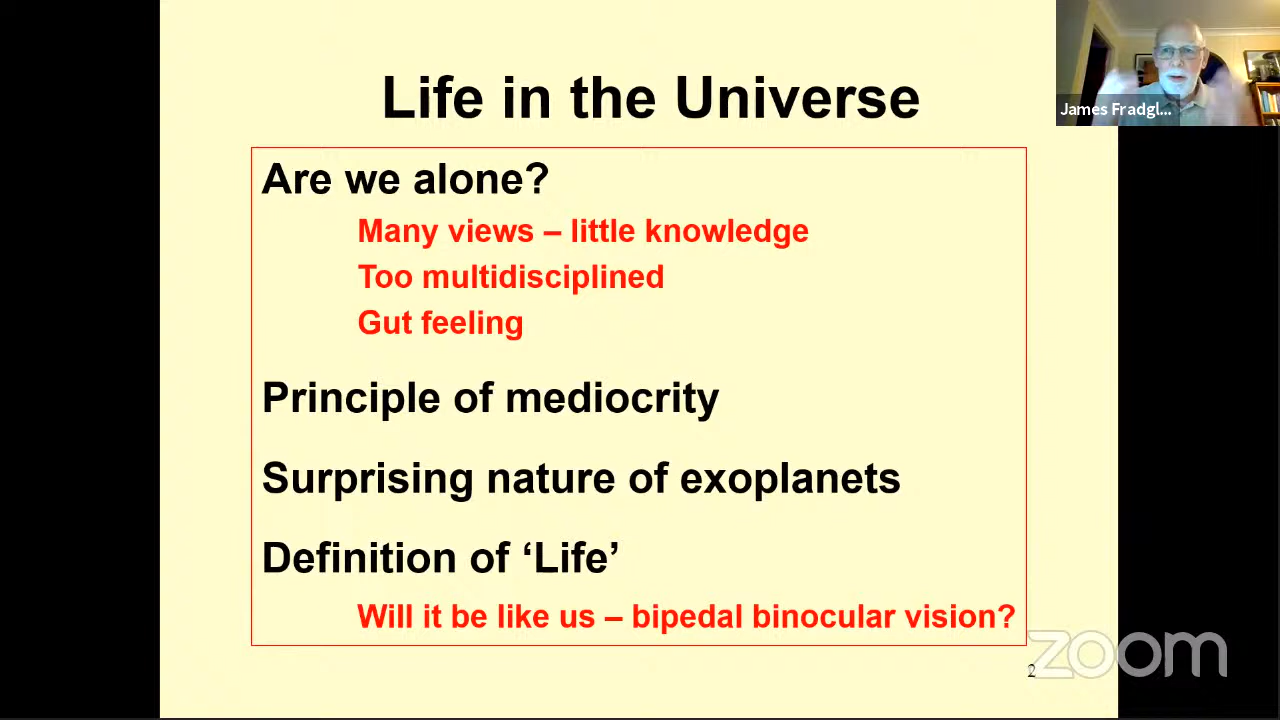 Life in the Universe
James Fradgl...
Are we alone?
Many views – little knowledge
Too multidisciplined
Gut feeling
Principle of mediocrity
Surprising nature of exoplanets
Definition of ‘Life’
Will it be like us – bipedal binocular vision?
2
zoom